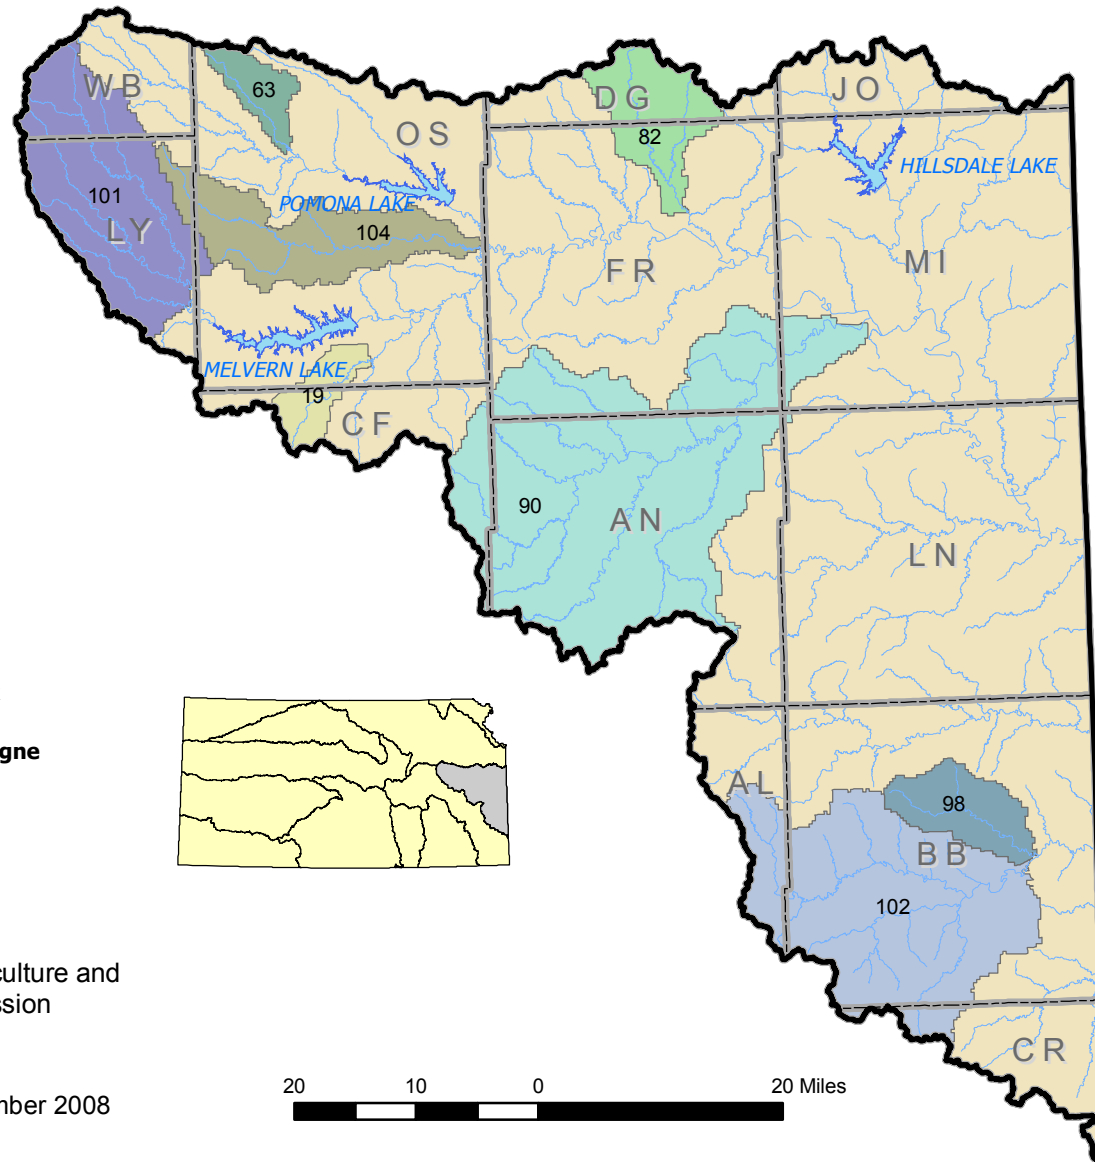 WB
63
DG
JO
OS
82
HILLSDALE LAKE
101
POMONA LAKE
LY
104
FR
MI
MELVERN LAKE
19
CF
90
AN
LN
gne
AL
98
BB
102
culture and
ssion
CR
20 10 0 20 Miles
mber 2008